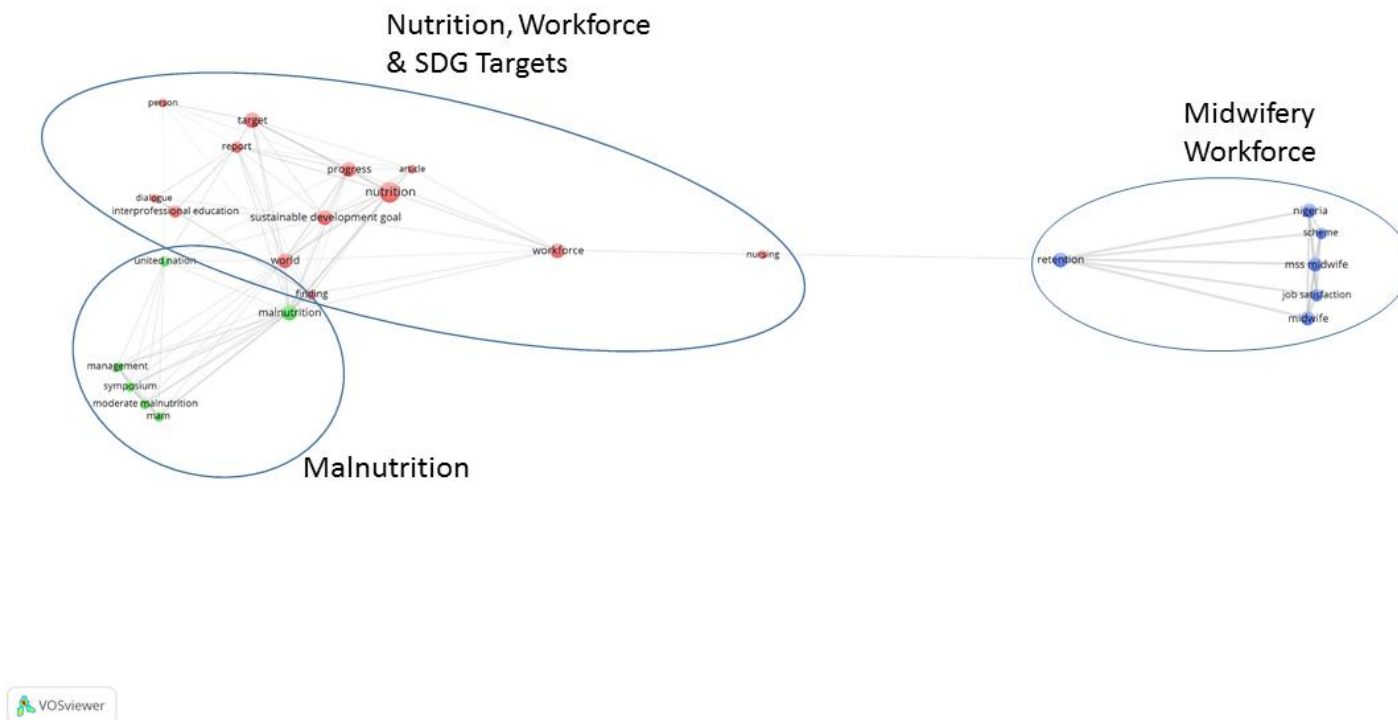 Nutrition, Workforce
& SDG Targets
person
target
report
progress
article
nutrition
dialogue
interprofessional education
sustainable development goal
united nation
world
workforce
nursing
finding
malnutrition
management
symposium
moderate malnutrition
mam
Malnutrition
Midwifery
Workforce
nigeria
scheme
retention
mss midwife
job satisfaction
midwife
VOSviewer